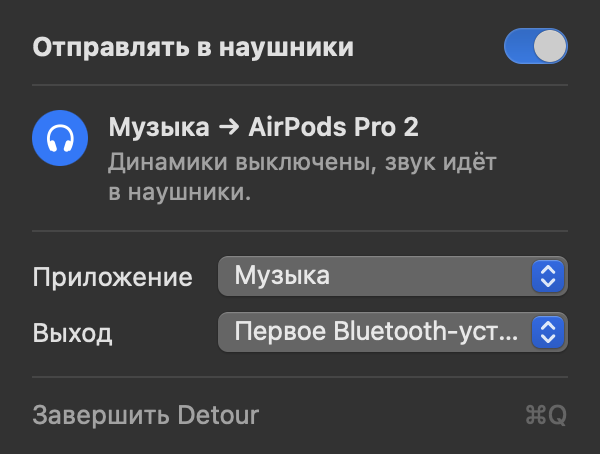 Отправлять в наушники
Музыка → AirPods Pro 2
Динамики выключены, звук идёт
в наушники.
Приложение Музыка
Выход Первое Bluetooth-уст...
Завершить Detour ⌘Q